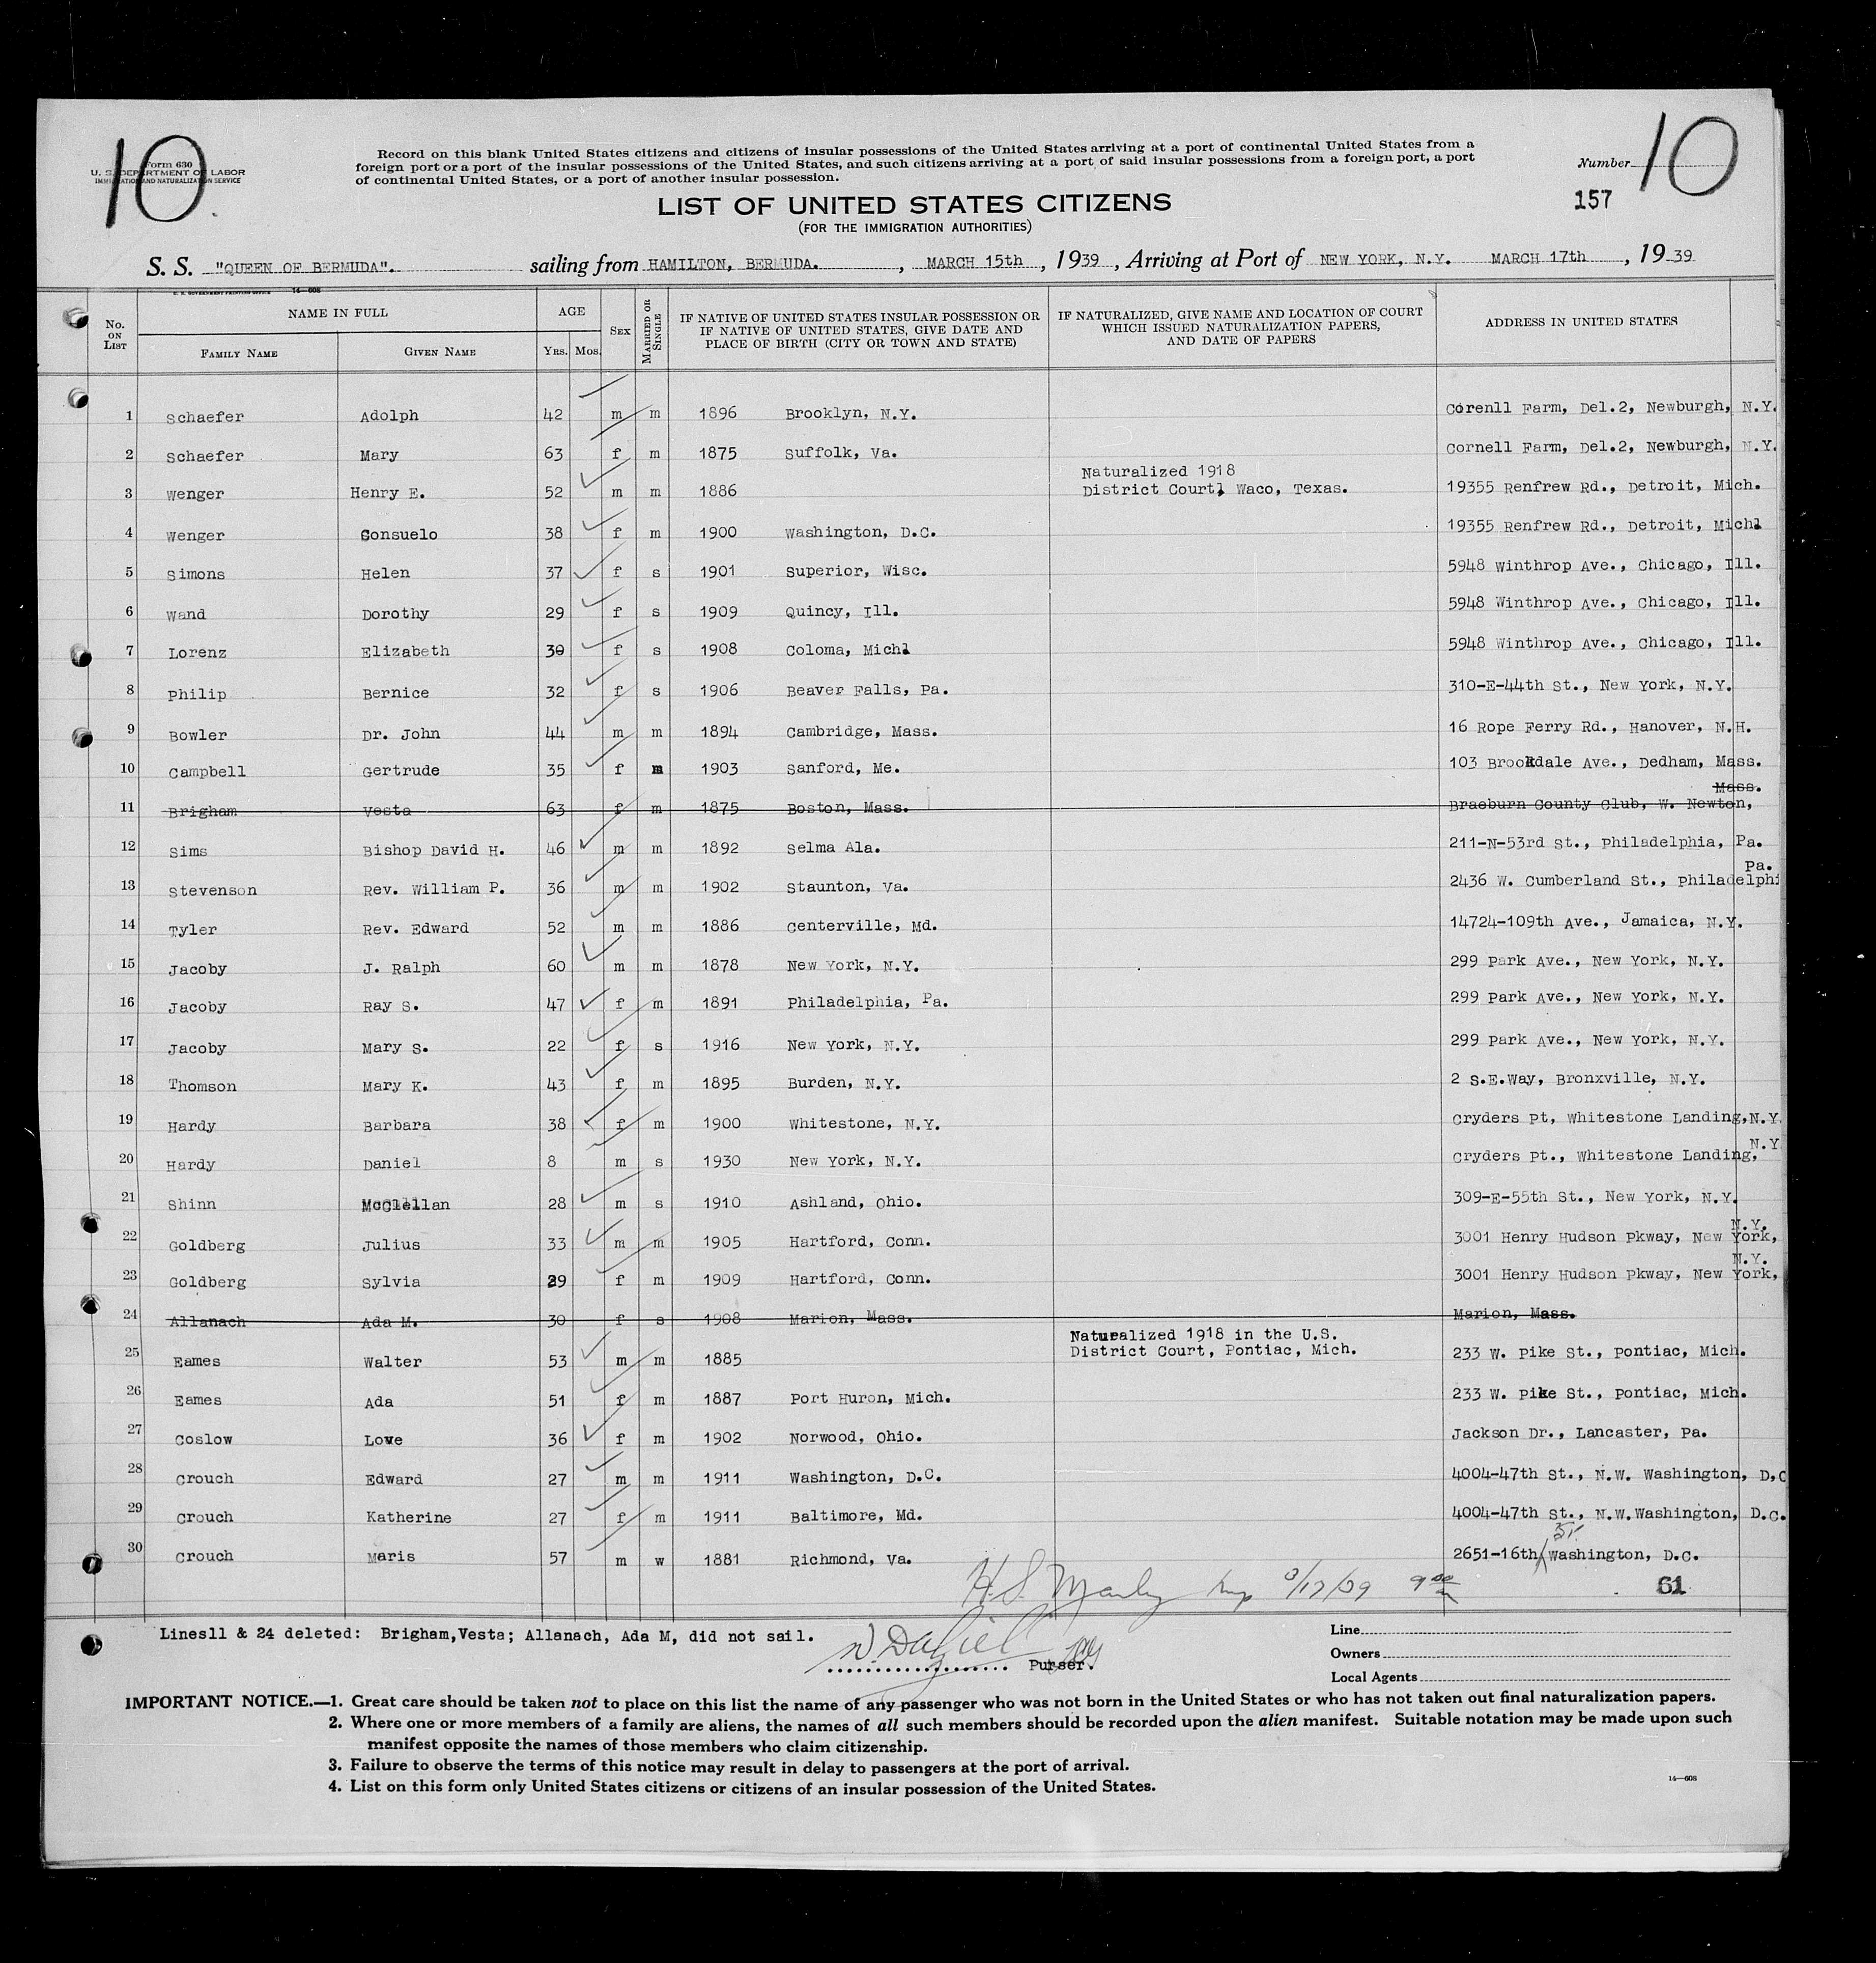 10
10
Form 630
U. S. DEPARTMENT OF LABOR
IMMIGRATION AND NATURALIZATION SERVICE
Record on this blank United States citizens and citizens of insular possessions of the United States arriving at a port of continental United States from a
foreign port or a port of the insular possessions of the United States, and such citizens arriving at a port of said insular possessions from a foreign port, a port
of continental United States, or a port of another insular possession.
Number
157
LIST OF UNITED STATES CITIZENS
(FOR THE IMMIGRATION AUTHORITIES)
S. S. "QUEEN OF BERMUDA". sailing from HAMILTON, BERMUDA. , MARCH 15th , 1939 , Arriving at Port of NEW YORK, N.Y. MARCH 17th , 19 39
U. S. GOVERNMENT PRINTING OFFICE 14—608
No. ON LIST
NAME IN FULL
FAMILY NAME
GIVEN NAME
AGE
YRS. MOS.
SEX
MARRIED OR SINGLE
IF NATIVE OF UNITED STATES INSULAR POSSESSION OR
IF NATIVE OF UNITED STATES, GIVE DATE AND
PLACE OF BIRTH (CITY OR TOWN AND STATE)
IF NATURALIZED, GIVE NAME AND LOCATION OF COURT
WHICH ISSUED NATURALIZATION PAPERS,
AND DATE OF PAPERS
ADDRESS IN UNITED STATES
1 Schaefer Adolph 42 m m 1896 Brooklyn, N.Y. Corenll Farm, Del.2, Newburgh, N.Y.
2 Schaefer Mary 63 f m 1875 Suffolk, Va. Cornell Farm, Del.2, Newburgh, N.Y.
Naturalized 1918
3 Wenger Henry E. 52 m m 1886 District Court, Waco, Texas. 19355 Renfrew Rd., Detroit, Mich.
4 Wenger Consuelo 38 f m 1900 Washington, D.C. 19355 Renfrew Rd., Detroit, Mich.
5 Simons Helen 37 f s 1901 Superior, Wisc. 5948 Winthrop Ave., Chicago, Ill.
6 Wand Dorothy 29 f s 1909 Quincy, Ill. 5948 Winthrop Ave., Chicago, Ill.
7 Lorenz Elizabeth 30 f s 1908 Coloma, Mich. 5948 Winthrop Ave., Chicago, Ill.
8 Philip Bernice 32 f s 1906 Beaver Falls, Pa. 310-E-44th St., New York, N.Y.
9 Bowler Dr. John 44 m m 1894 Cambridge, Mass. 16 Rope Ferry Rd., Hanover, N.H.
10 Campbell Gertrude 35 f m 1903 Sanford, Me. 103 Brookdale Ave., Dedham, Mass.
Mass.
11 Brigham Vesta 63 f m 1875 Boston, Mass. Braeburn County Club, W. Newton,
12 Sims Bishop David H. 46 m m 1892 Selma Ala. 211-N-53rd St., Philadelphia, Pa.
Pa.
13 Stevenson Rev. William P. 36 m m 1902 Staunton, Va. 2436 W. Cumberland St., Philadelphi
14 Tyler Rev. Edward 52 m m 1886 Centerville, Md. 14724-109th Ave., Jamaica, N.Y.
15 Jacoby J. Ralph 60 m m 1878 New York, N.Y. 299 Park Ave., New York, N.Y.
16 Jacoby Ray S. 47 f m 1891 Philadelphia, Pa. 299 Park Ave., New York, N.Y.
17 Jacoby Mary S. 22 f s 1916 New York, N.Y. 299 Park Ave., New York, N.Y.
18 Thomson Mary K. 43 f m 1895 Burden, N.Y. 2 S.E.Way, Bronxville, N.Y.
19 Hardy Barbara 38 f m 1900 Whitestone, N.Y. Cryders Pt, Whitestone Landing,N.Y.
N.Y
20 Hardy Daniel 8 m s 1930 New York, N.Y. Cryders Pt., Whitestone Landing,
21 Shinn McClellan 28 m s 1910 Ashland, Ohio. 309-E-55th St., New York, N.Y.
N.Y.
22 Goldberg Julius 33 m m 1905 Hartford, Conn. 3001 Henry Hudson Pkway, New York,
N.Y.
23 Goldberg Sylvia 29 f m 1909 Hartford, Conn. 3001 Henry Hudson Pkway, New York,
24 Allanach Ada M. 30 f s 1908 Marion, Mass. Marion, Mass.
Naturalized 1918 in the U.S.
25 Eames Walter 53 m m 1885 District Court, Pontiac, Mich. 233 W. Pike St., Pontiac, Mich.
26 Eames Ada 51 f m 1887 Port Huron, Mich. 233 W. Pike St., Pontiac, Mich.
27 Coslow Love 36 f m 1902 Norwood, Ohio. Jackson Dr., Lancaster, Pa.
28 Crouch Edward 27 m m 1911 Washington, D.C. 4004-47th St., N.W. Washington, D,C
29 Crouch Katherine 27 f m 1911 Baltimore, Md. 4004-47th St., N.W.Washington, D.C.
St
30 Crouch Maris 57 m w 1881 Richmond, Va. 2651-16th Washington, D.C.
H.S. Manley Insp 3/17/39 9 00
61
Lines11 & 24 deleted: Brigham,Vesta; Allanach, Ada M, did not sail.
Purser.
Line
Owners
Local Agents
IMPORTANT NOTICE.—1. Great care should be taken not to place on this list the name of any passenger who was not born in the United States or who has not taken out final naturalization papers.
2. Where one or more members of a family are aliens, the names of all such members should be recorded upon the alien manifest. Suitable notation may be made upon such
manifest opposite the names of those members who claim citizenship.
3. Failure to observe the terms of this notice may result in delay to passengers at the port of arrival.
4. List on this form only United States citizens or citizens of an insular possession of the United States.
14—608